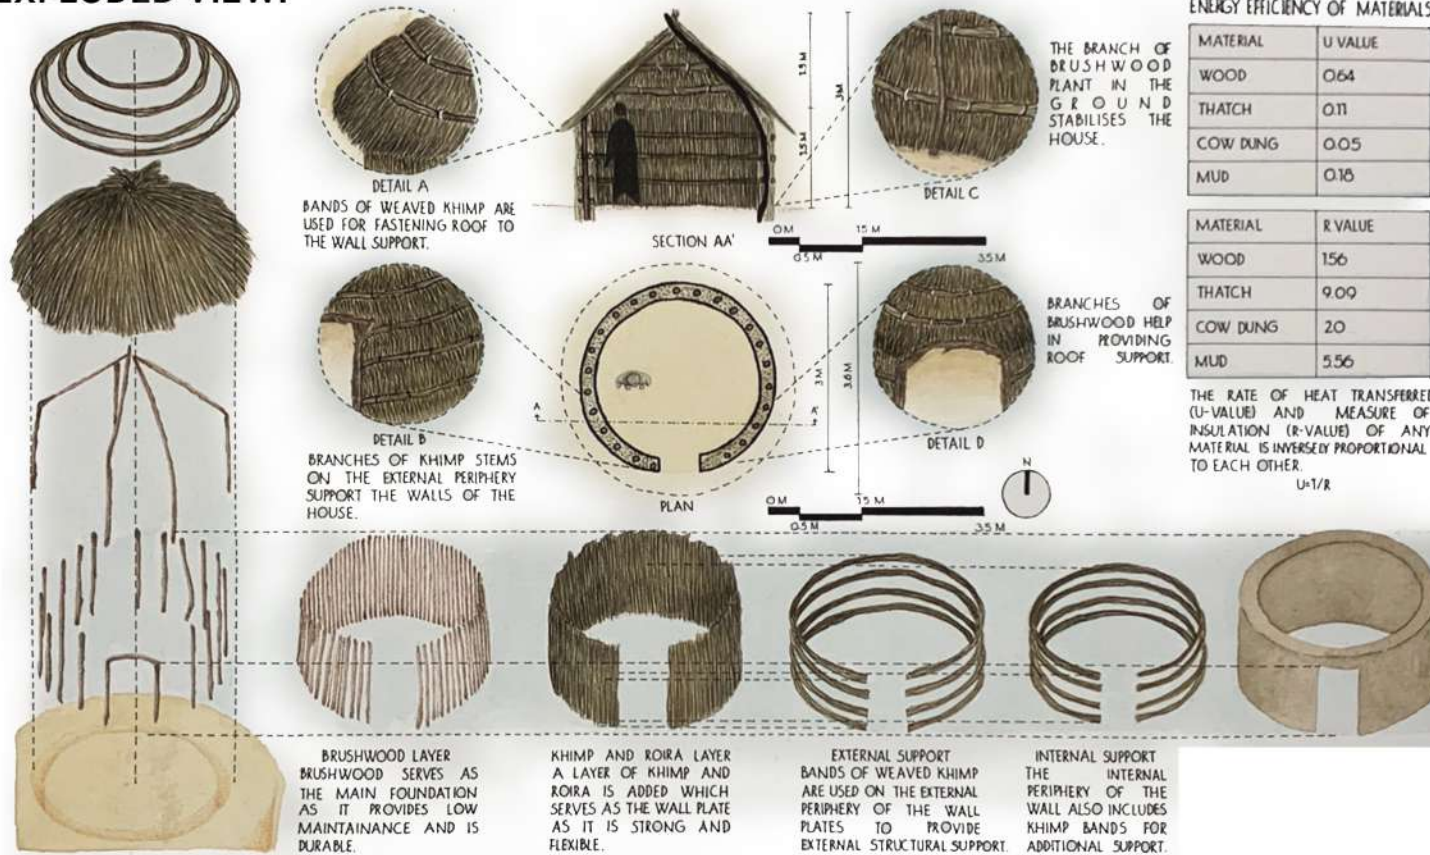 EXPLODED VIEW:
DETAIL A
BANDS OF WEAVED KHIMP ARE
USED FOR FASTENING ROOF TO
THE WALL SUPPORT.
SECTION AA'
1.5 M
1.5 M
3M
0M
1.5 M
0.5 M
3.5 M
DETAIL C
THE BRANCH OF
BRUSHWOOD
PLANT IN THE
GROUND
STABILISES THE
HOUSE.
DETAIL B
BRANCHES OF KHIMP STEMS
ON THE EXTERNAL PERIPHERY
SUPPORT THE WALLS OF THE
HOUSE.
A
A'
PLAN
3 M
3.6 M
0M
1.5 M
0.5 M
3.5 M
DETAIL D
BRANCHES OF
BRUSHWOOD HELP
IN PROVIDING
ROOF SUPPORT.
N
ENERGY EFFICIENCY OF MATERIALS
MATERIAL U VALUE
WOOD 0.64
THATCH 0.11
COW DUNG 0.05
MUD 0.18
MATERIAL R VALUE
WOOD 1.56
THATCH 9.09
COW DUNG 20
MUD 5.56
THE RATE OF HEAT TRANSFERRED
(U-VALUE) AND MEASURE OF
INSULATION (R-VALUE) OF ANY
MATERIAL IS INVERSELY PROPORTIONAL
TO EACH OTHER.
U=1/R
BRUSHWOOD LAYER
BRUSHWOOD SERVES AS
THE MAIN FOUNDATION
AS IT PROVIDES LOW
MAINTAINANCE AND IS
DURABLE.
KHIMP AND ROIRA LAYER
A LAYER OF KHIMP AND
ROIRA IS ADDED WHICH
SERVES AS THE WALL PLATE
AS IT IS STRONG AND
FLEXIBLE.
EXTERNAL SUPPORT
BANDS OF WEAVED KHIMP
ARE USED ON THE EXTERNAL
PERIPHERY OF THE WALL
PLATES TO PROVIDE
EXTERNAL STRUCTURAL SUPPORT.
INTERNAL SUPPORT
THE INTERNAL
PERIPHERY OF THE
WALL ALSO INCLUDES
KHIMP BANDS FOR
ADDITIONAL SUPPORT.